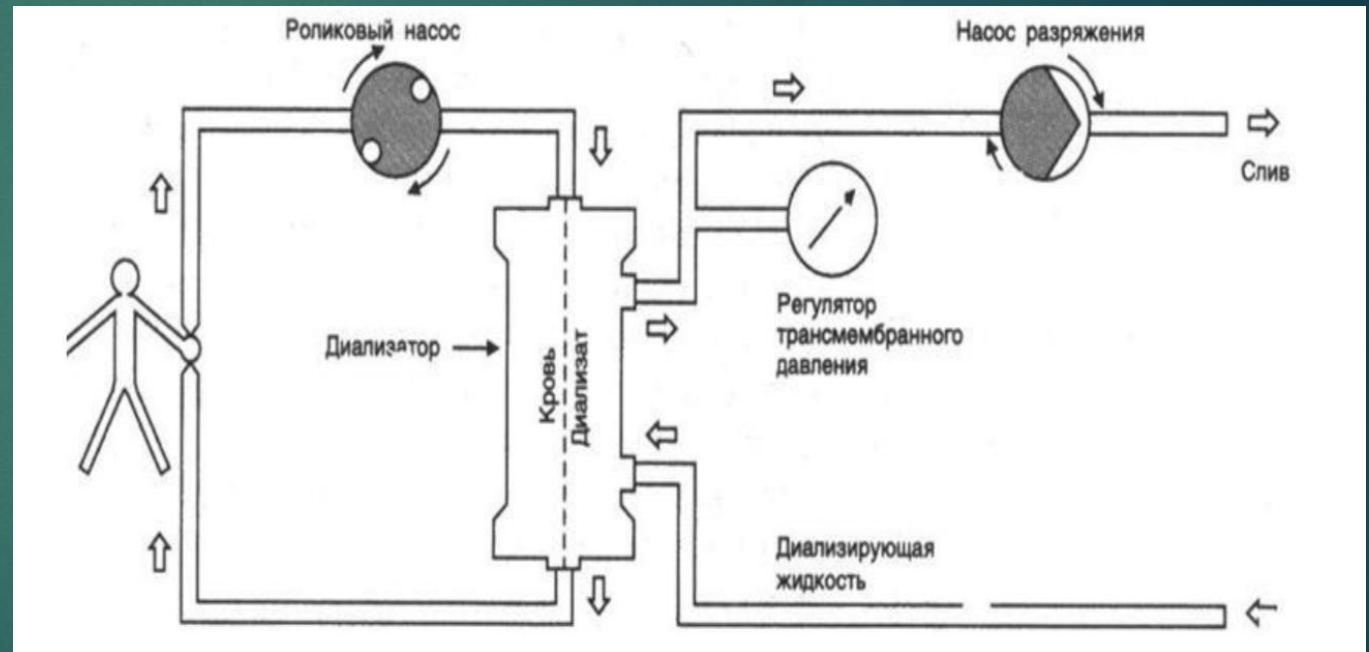 Роликовый насос
Насос разряжения
Слив
Регулятор
трансмембранного
давления
Диализатор
Кровь
Диализат
Диализирующая
жидкость